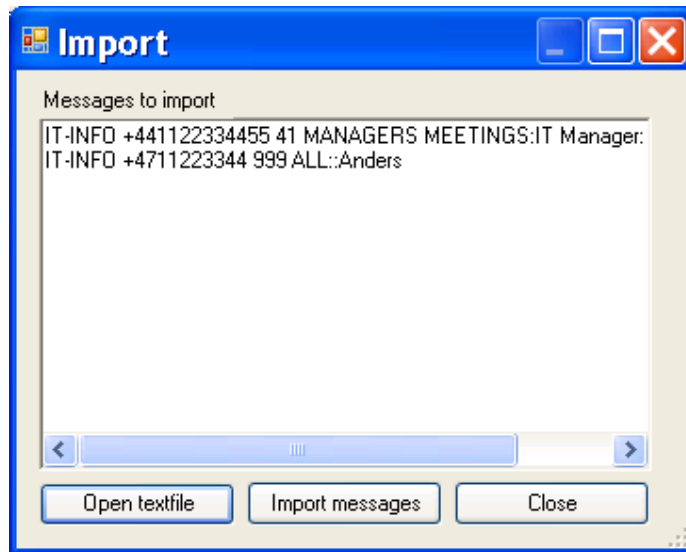 Import
Messages to import
IT-INFO +441122334455 41 MANAGERS MEETINGS:IT Manager:
IT-INFO +4711223344 999 ALL::Anders
Open textfile
Import messages
Close